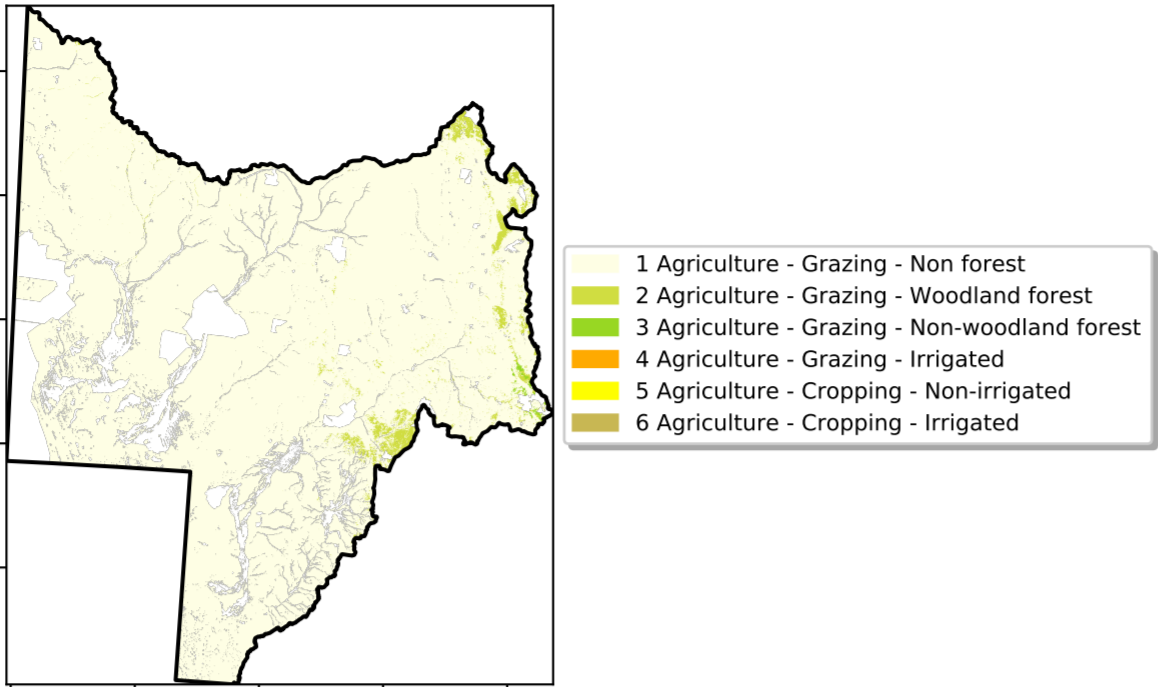 1 Agriculture - Grazing - Non forest
2 Agriculture - Grazing - Woodland forest
3 Agriculture - Grazing - Non-woodland forest
4 Agriculture - Grazing - Irrigated
5 Agriculture - Cropping - Non-irrigated
6 Agriculture - Cropping - Irrigated